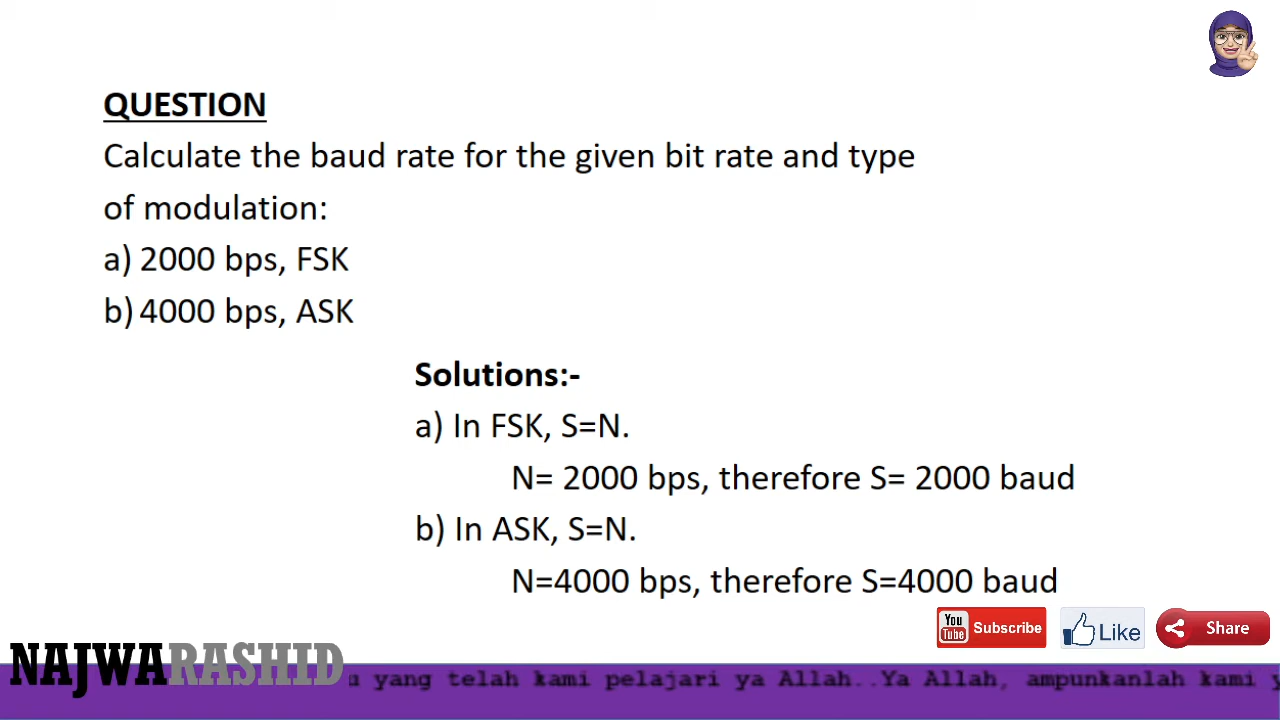 QUESTION
Calculate the baud rate for the given bit rate and type
of modulation:
a) 2000 bps, FSK
b) 4000 bps, ASK
Solutions:-
a) In FSK, S=N.
N= 2000 bps, therefore S= 2000 baud
b) In ASK, S=N.
N=4000 bps, therefore S=4000 baud
You Tube Subscribe Like Share
NAJWARASHID
yang telah kami pelajari ya Allah..Ya Allah, ampunkanlah kami